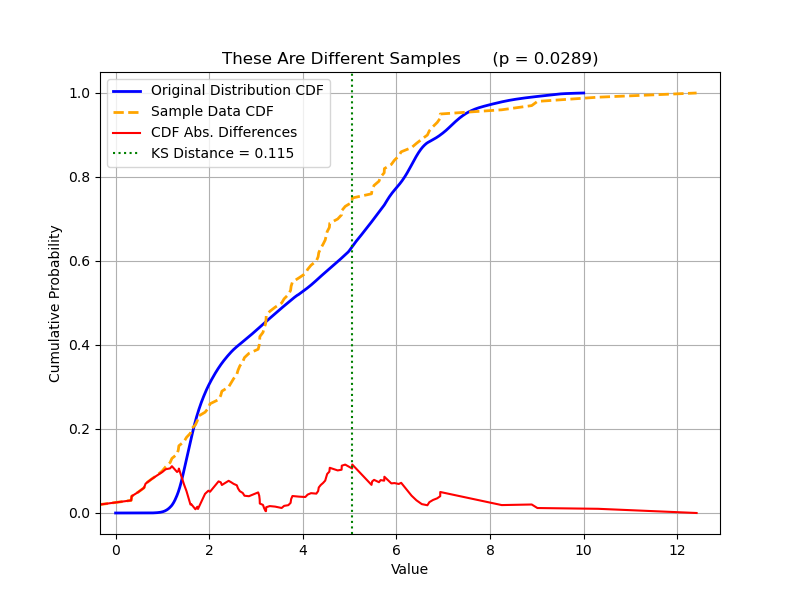 These Are Different Samples (p = 0.0289)
Original Distribution CDF
Sample Data CDF
CDF Abs. Differences
KS Distance = 0.115
1.0
0.8
0.6
0.4
0.2
0.0
Cumulative Probability
0 2 4 6 8 10 12
Value